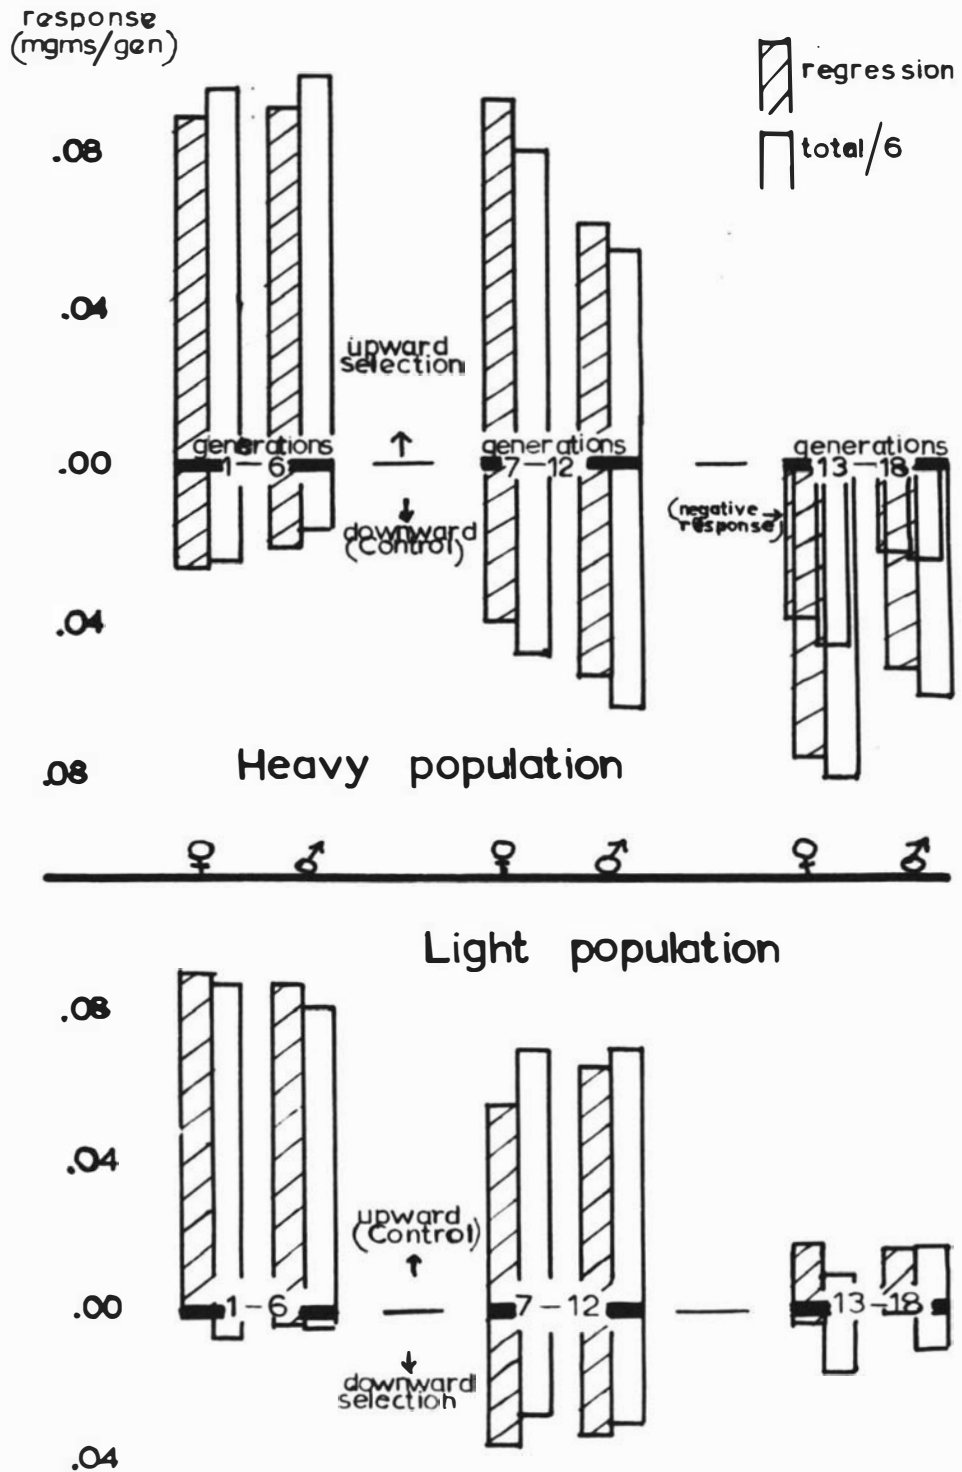 response
(mgms/gen)
regression
total/6
.08
.04
upward
selection
generations
1-6
generations
7-12
generations
13-18
.00
downward
(Control)
(negative →
response)
.04
.08
Heavy population
♀ ♂ ♀ ♂ ♀ ♂
Light population
.08
.04
upward
(Control)
.00
1-6
7-12
13-18
downward
selection
.04